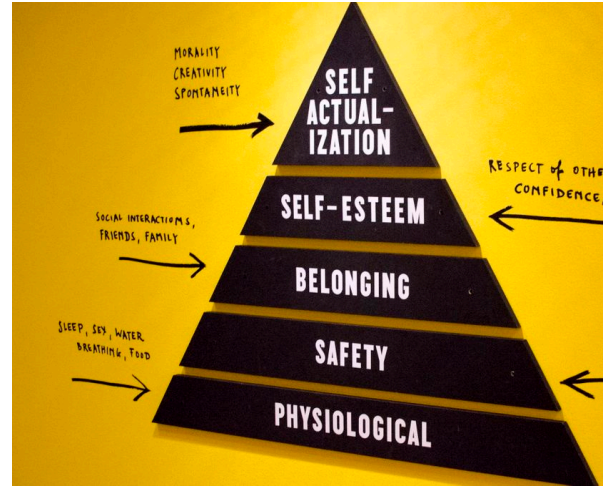 MORALITY
CREATIVITY
SPONTANEITY
SELF
ACTUAL-
IZATION
RESPECT of OTHE
CONFIDENCE,
SELF-ESTEEM
SOCIAL INTERACTIONS,
FRIENDS, FAMILY
BELONGING
SAFETY
SLEEP, SEX, WATER
BREATHING, FOOD
PHYSIOLOGICAL